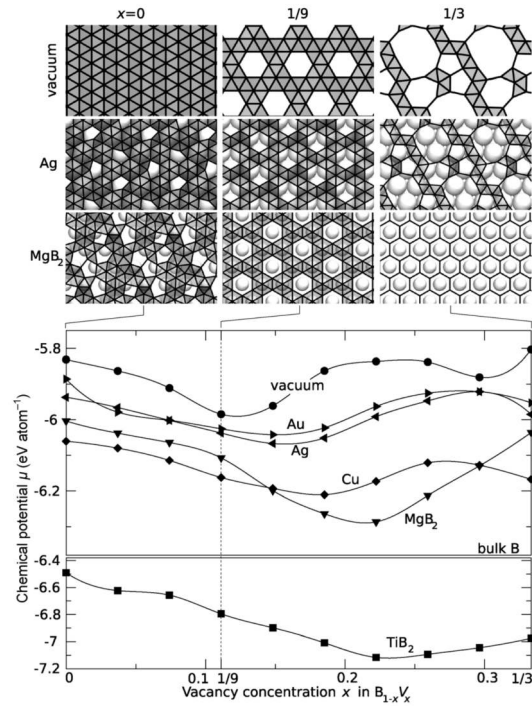 x=0 1/9 1/3
vacuum
Ag
MgB2
Chemical potential μ (eV atom⁻¹)
-5.8
-6
-6.2
vacuum
Au
Ag
Cu
MgB2
bulk B
-6.4
-6.6
-6.8
-7
-7.2
TiB2
0 0.1 1/9 0.2 0.3 1/3
Vacancy concentration x in B1-xVx